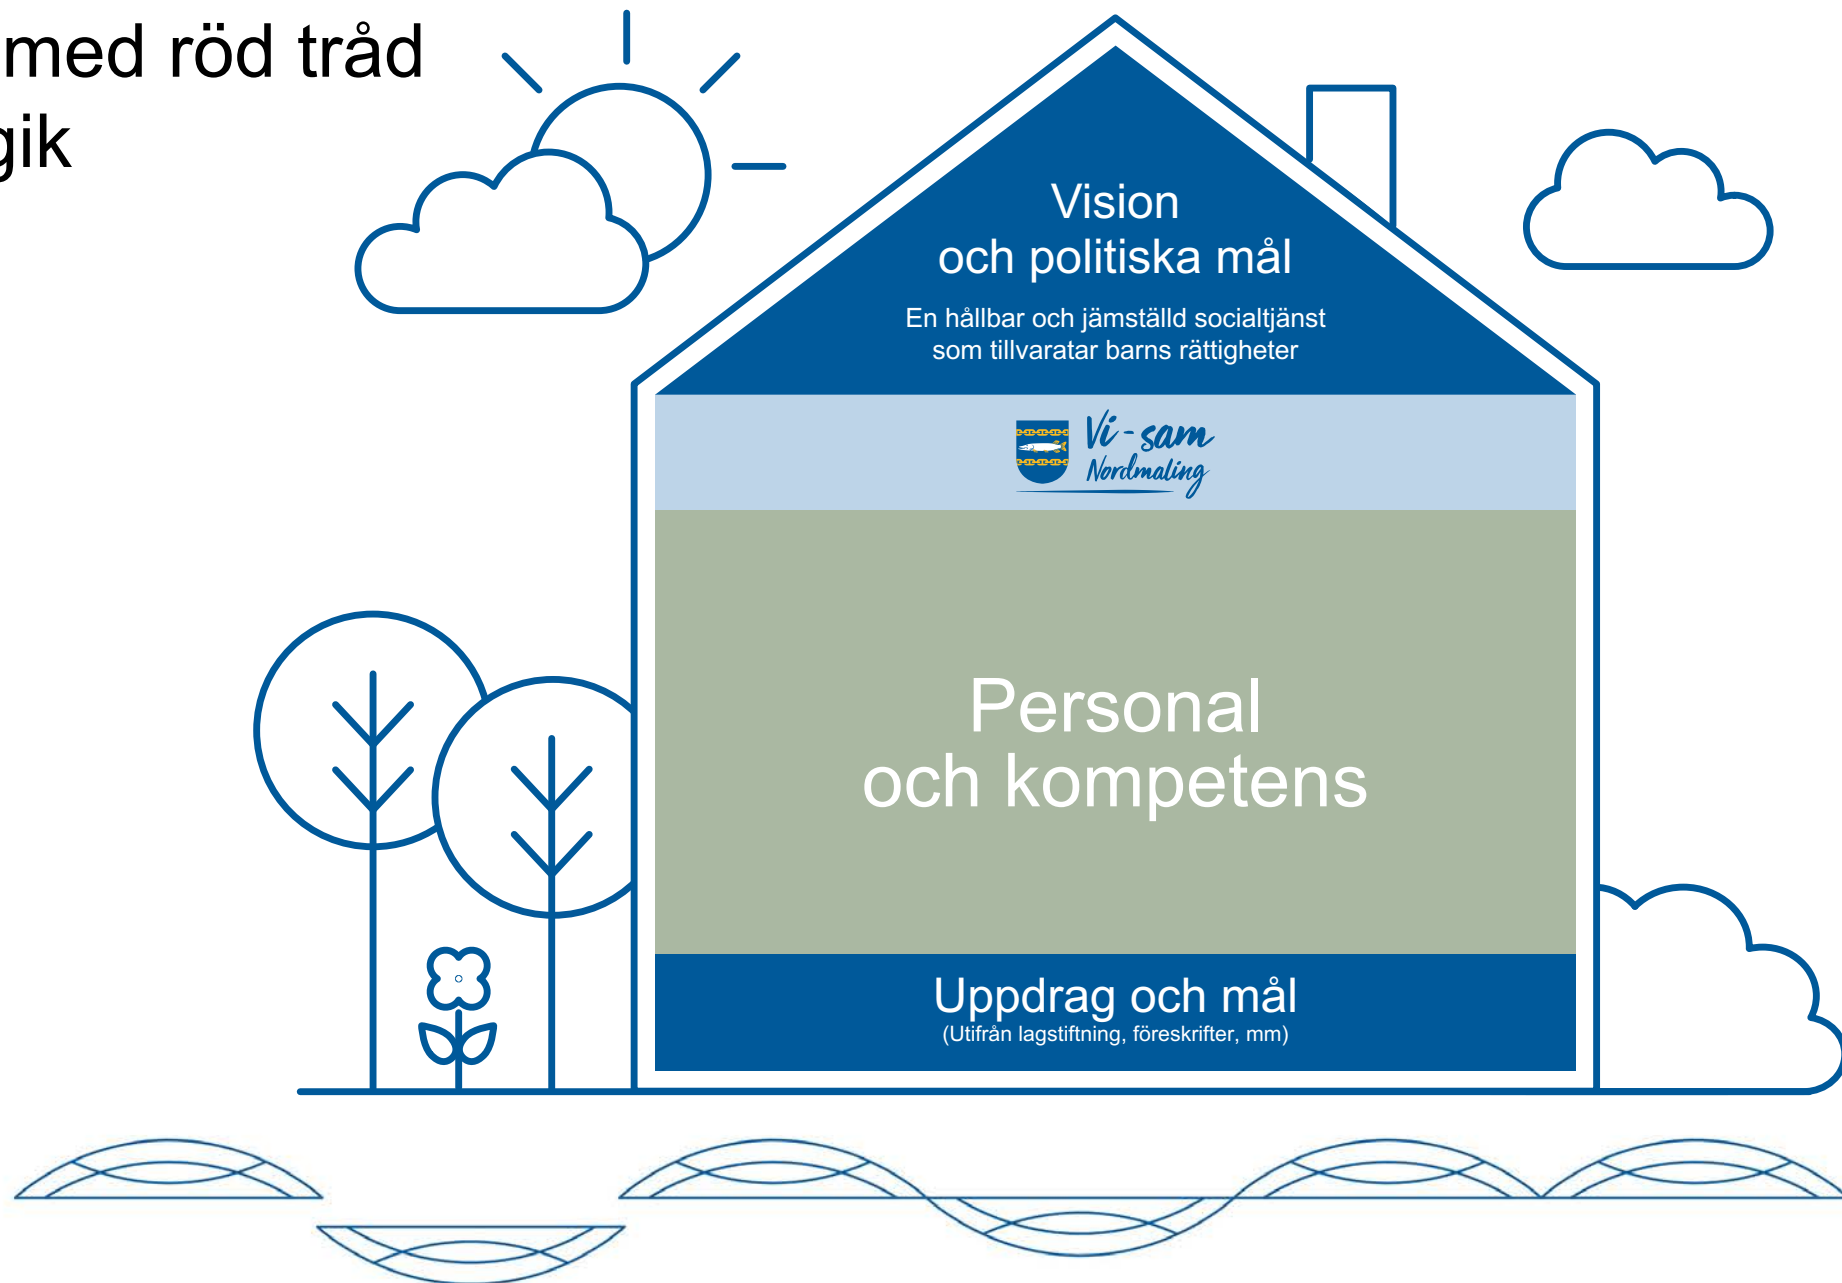 med röd tråd
gik
Vision
och politiska mål
En hållbar och jämställd socialtjänst
som tillvaratar barns rättigheter
Vi-sam
Nordmaling
Personal
och kompetens
Uppdrag och mål
(Utifrån lagstiftning, föreskrifter, mm)